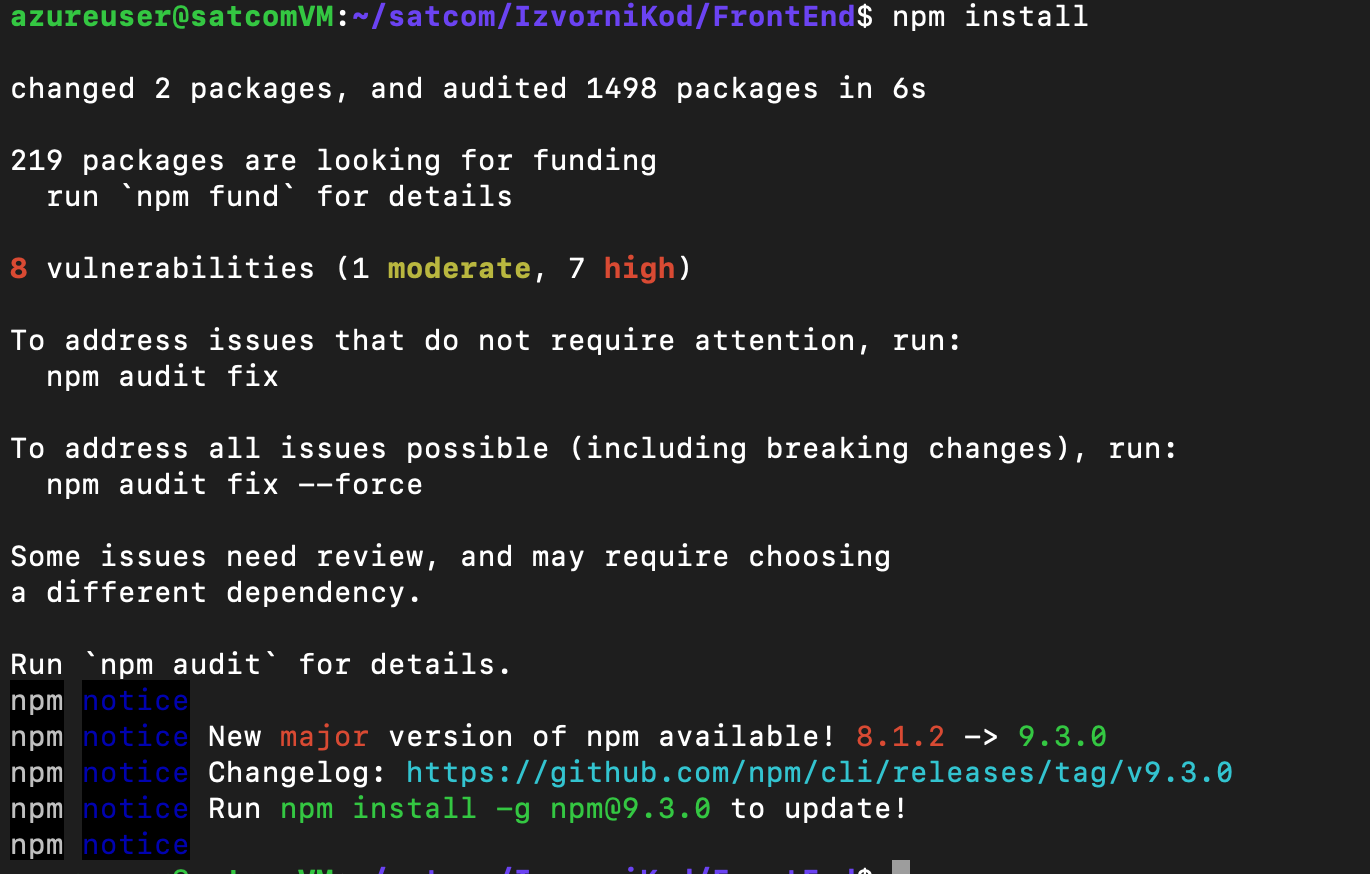 azureuser@satcomVM:~/satcom/IzvorniKod/FrontEnd$ npm install
changed 2 packages, and audited 1498 packages in 6s
219 packages are looking for funding
run `npm fund` for details
8 vulnerabilities (1 moderate, 7 high)
To address issues that do not require attention, run:
npm audit fix
To address all issues possible (including breaking changes), run:
npm audit fix --force
Some issues need review, and may require choosing
a different dependency.
Run `npm audit` for details.
npm notice
npm notice New major version of npm available! 8.1.2 -> 9.3.0
npm notice Changelog: https://github.com/npm/cli/releases/tag/v9.3.0
npm notice Run npm install -g npm@9.3.0 to update!
npm notice